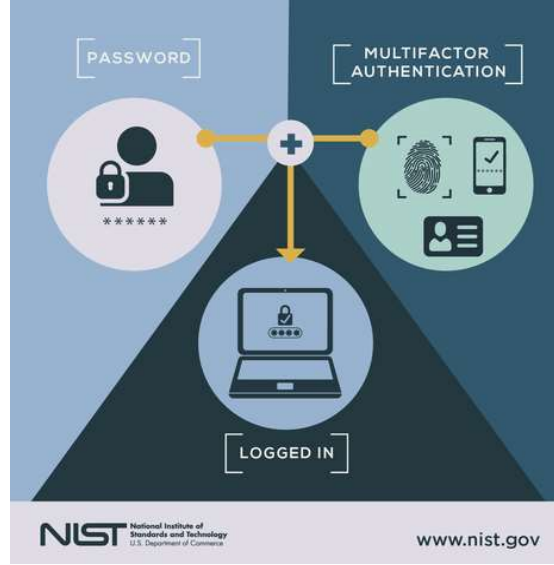 PASSWORD
MULTIFACTOR
AUTHENTICATION
******
LOGGED IN
NIST
National Institute of
Standards and Technology
U.S. Department of Commerce
www.nist.gov